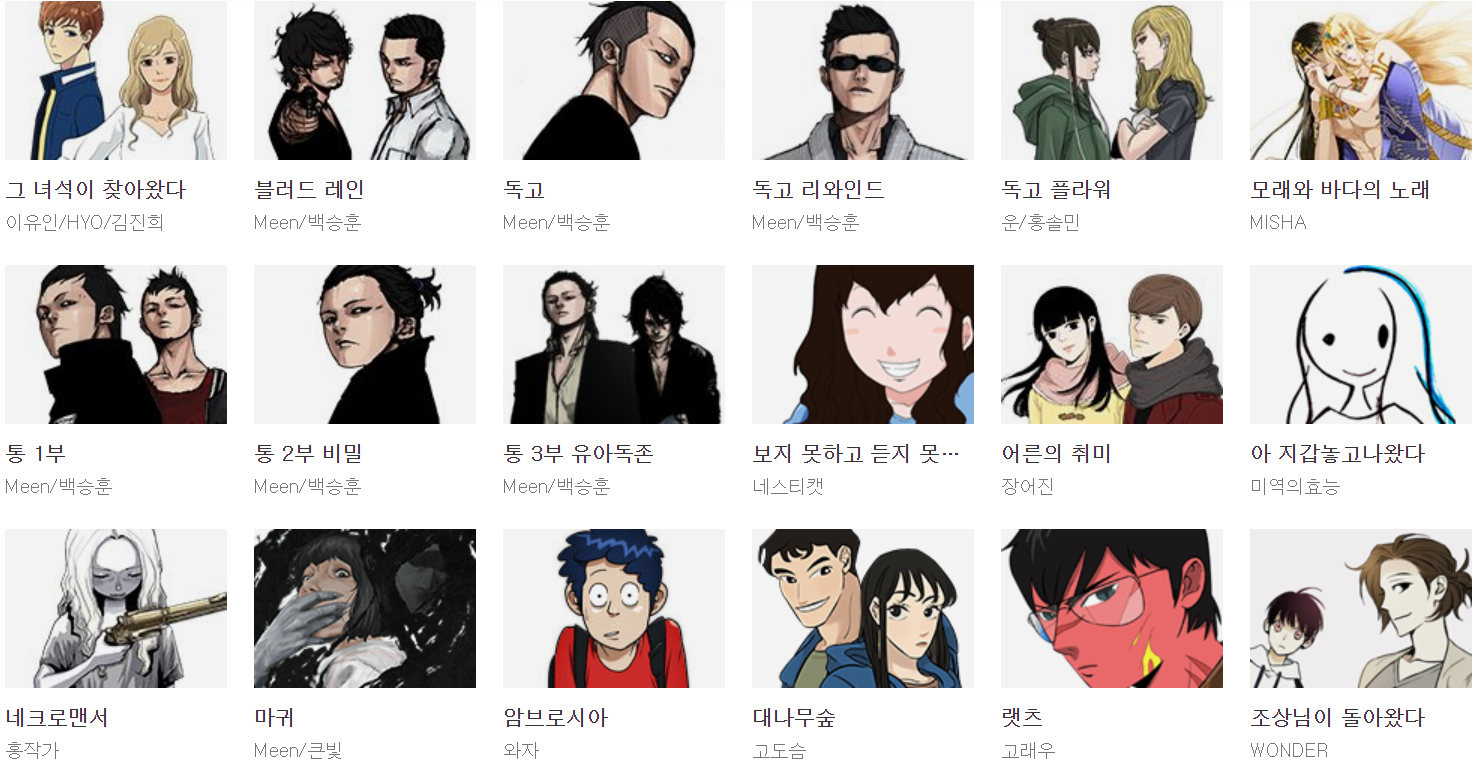 그 녀석이 찾아왔다
이유인/HYO/김진희
블러드 레인
Meen/백승훈
독고
Meen/백승훈
독고 리와인드
Meen/백승훈
독고 플라워
운/홍솔민
모래와 바다의 노래
MISHA
통 1부
Meen/백승훈
통 2부 비밀
Meen/백승훈
통 3부 유아독존
Meen/백승훈
보지 못하고 듣지 못…
네스티캣
어른의 취미
장어진
아 지갑놓고나왔다
미역의효능
네크로맨서
홍작가
마귀
Meen/큰빛
암브로시아
와자
대나무숲
고도슴
랫츠
고래우
조상님이 돌아왔다
WONDER